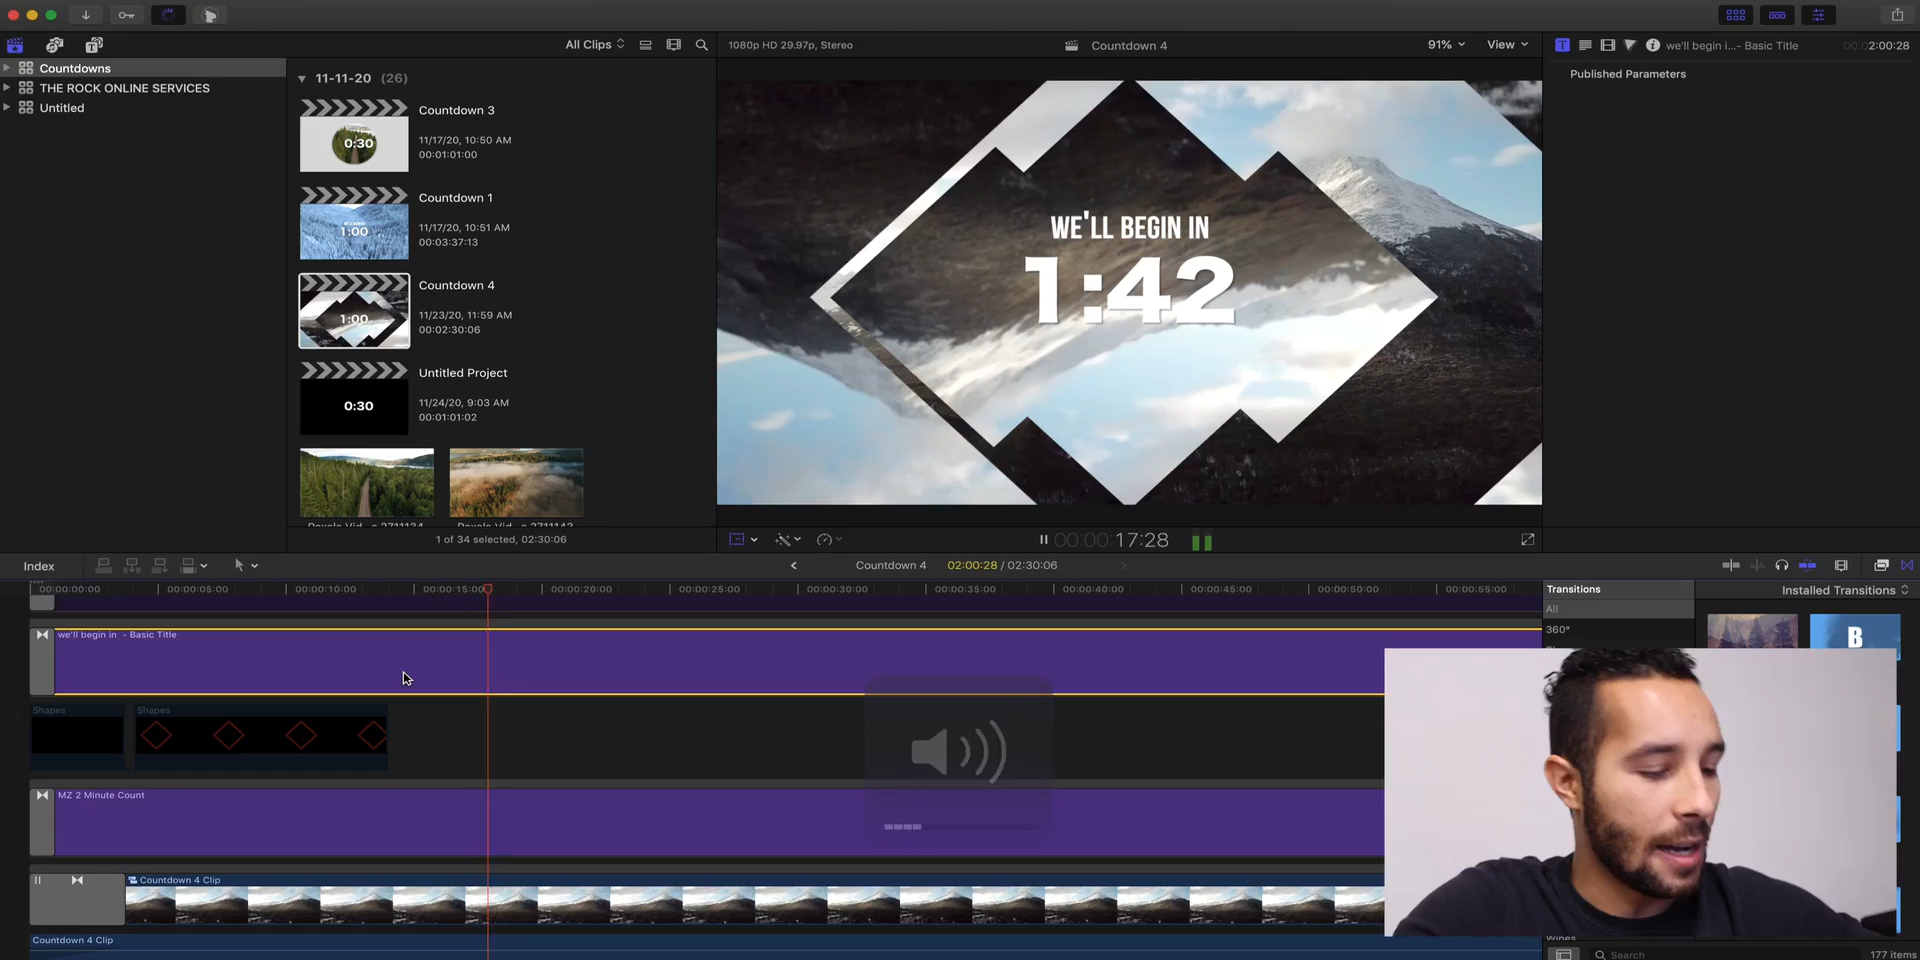 All Clips
1080p HD 29.97p, Stereo
Countdown 4
91%
View
we'll begin i...- Basic Title
2:00:28
Countdowns
THE ROCK ONLINE SERVICES
Untitled
11-11-20 (26)
Published Parameters
Countdown 3
11/17/20, 10:50 AM
00:01:01:00
0:30
Countdown 1
11/17/20, 10:51 AM
00:03:37:13
1:00
Countdown 4
11/23/20, 11:59 AM
00:02:30:06
1:00
Untitled Project
11/24/20, 9:03 AM
00:01:01:02
0:30
WE'LL BEGIN IN
1:42
1 of 34 selected, 02:30:06
00:00:17:28
Index
Countdown 4
02:00:28 / 02:30:06
00:00:00:00
00:00:05:00
00:00:10:00
00:00:15:00
00:00:20:00
00:00:25:00
00:00:30:00
00:00:35:00
00:00:40:00
00:00:45:00
00:00:50:00
00:00:55:00
Transitions
Installed Transitions
All
360°
B
we'll begin in - Basic Title
Shapes
Shapes
MZ 2 Minute Count
Countdown 4 Clip
Countdown 4 Clip
Search
177 items